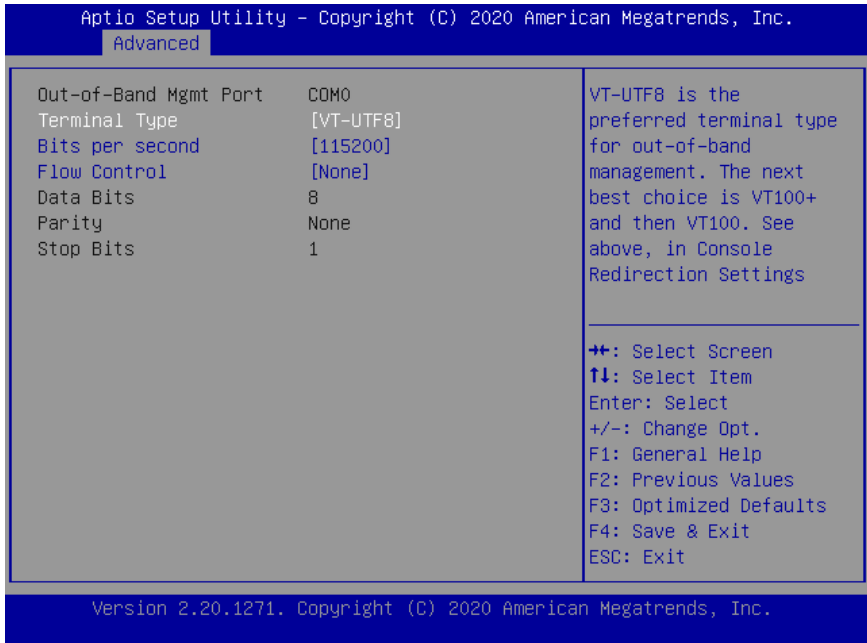 Aptio Setup Utility – Copyright (C) 2020 American Megatrends, Inc.
Advanced
Out-of-Band Mgmt Port COM0
Terminal Type [VT-UTF8]
Bits per second [115200]
Flow Control [None]
Data Bits 8
Parity None
Stop Bits 1
VT-UTF8 is the
preferred terminal type
for out-of-band
management. The next
best choice is VT100+
and then VT100. See
above, in Console
Redirection Settings
→←: Select Screen
↑↓: Select Item
Enter: Select
+/-: Change Opt.
F1: General Help
F2: Previous Values
F3: Optimized Defaults
F4: Save & Exit
ESC: Exit
Version 2.20.1271. Copyright (C) 2020 American Megatrends, Inc.